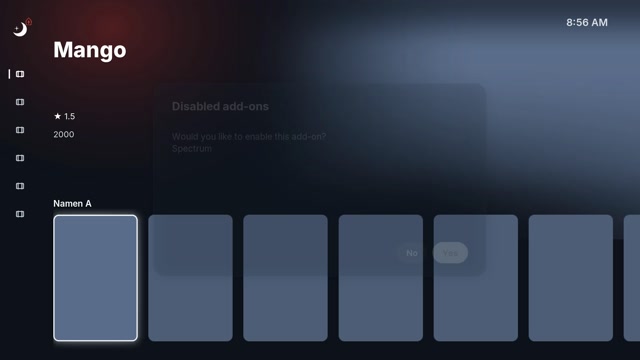 8:56 AM
Mango
Disabled add-ons
★ 1.5
2000
Would you like to enable this add-on?
Spectrum
Namen A
No
Yes